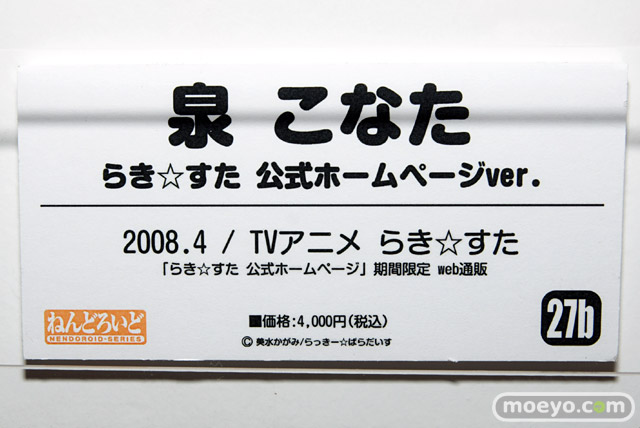 泉 こなた
らき☆すた 公式ホームページver.
2008.4 / TVアニメ らき☆すた
「らき☆すた 公式ホームページ」期間限定 web通販
ねんどろいど
NENDOROID-SERIES
■価格:4,000円(税込)
27b
© 美水かがみ/らっきー☆ぱらだいす
moeyo.com